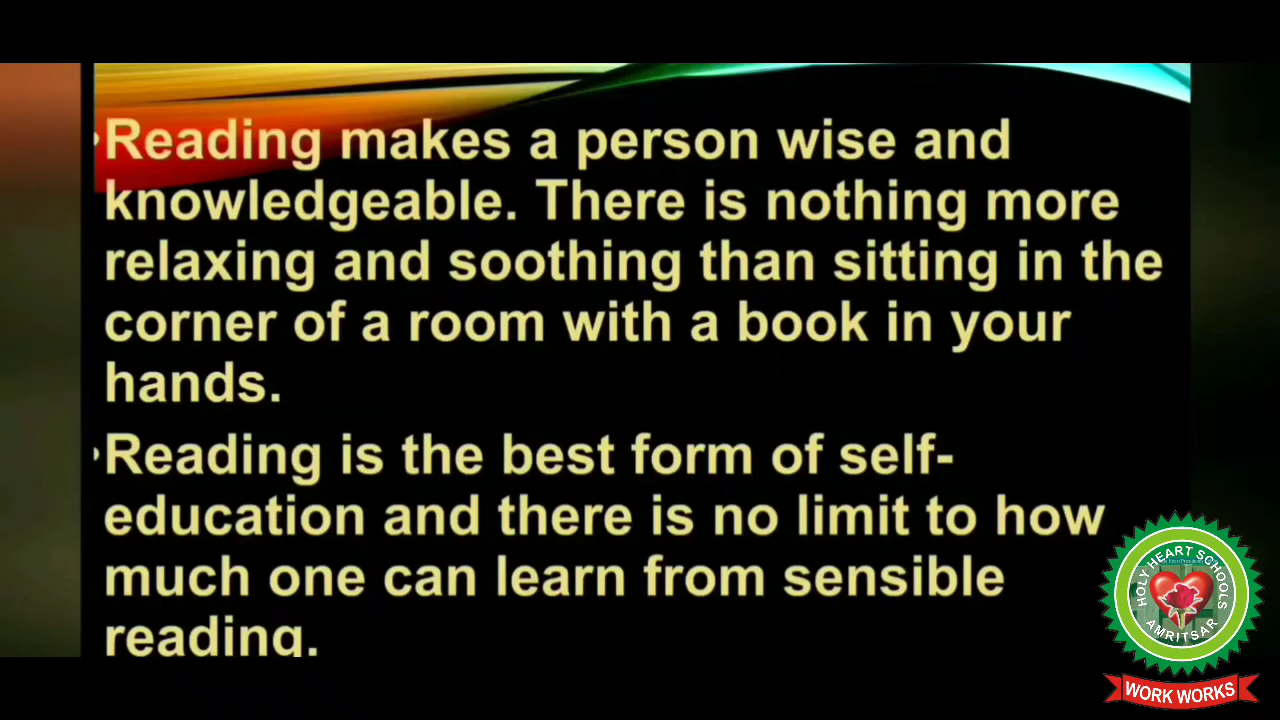 •Reading makes a person wise and
knowledgeable. There is nothing more
relaxing and soothing than sitting in the
corner of a room with a book in your
hands.
•Reading is the best form of self-
education and there is no limit to how
much one can learn from sensible
reading.
HOLY HEART SCHOOLS
AMRITSAR
WORK WORKS